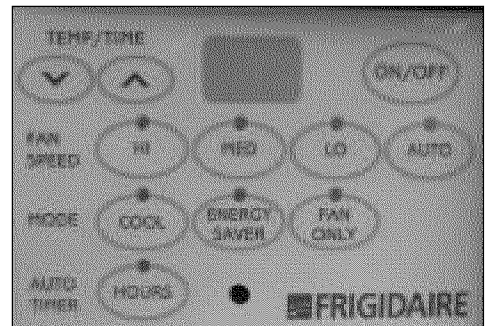 TEMP/TIME
ON/OFF
FAN SPEED
HI
MED
LO
AUTO
MODE
COOL
ENERGY SAVER
FAN ONLY
AUTO TIMER
HOURS
FRIGIDAIRE